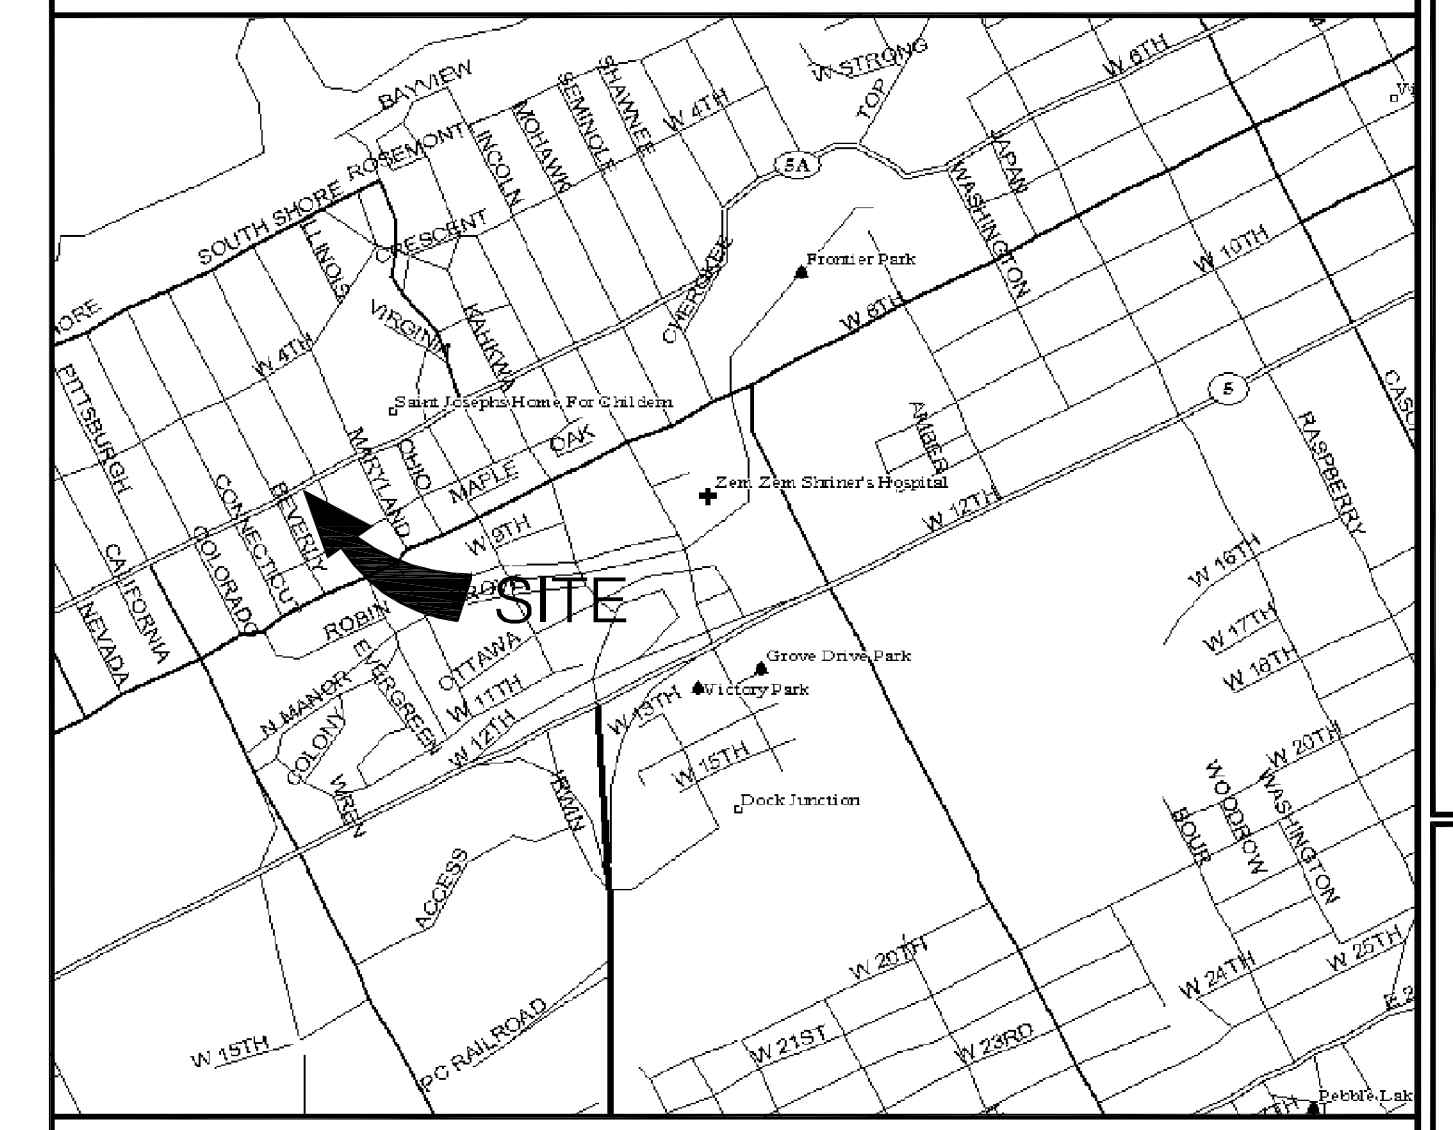 BAYVIEW
W STRONG
W 6TH
TOP
SHAWNEE
SEMINOLE
MOHAWK
LINCOLN
W 4TH
ROSEMONT
5A
JAPAN
WASHINGTON
SOUTH SHORE
CRESCENT
ILLINOIS
CHEROKEE
Frontier Park
W 10TH
VIRGINIA
KAHKWA
W 8TH
W 4TH
5
PITTSBURGH
Saint Josephs Home For Childern
AMBER
RASPBERRY
MARYLAND
OHIO
OAK
MAPLE
Zem Zem Shriner's Hospital
W 12TH
CONNECTICUT
BEVERLY
COLORADO
W 9TH
CALIFORNIA
NEVADA
SITE
W 16TH
ROBIN
W 17TH
EVERGREEN
OTTAWA
Grove Drive Park
Victory Park
W 18TH
W 11TH
W 13TH
N MANOR
COLONY
W 12TH
W 15TH
W 20TH
WREN
IRWIN
Dock Junction
BOUR
WOODROW
WASHINGTON
ACCESS
W 20TH
W 24TH
W 25TH
W 15TH
PC RAILROAD
W 21ST
W 23RD